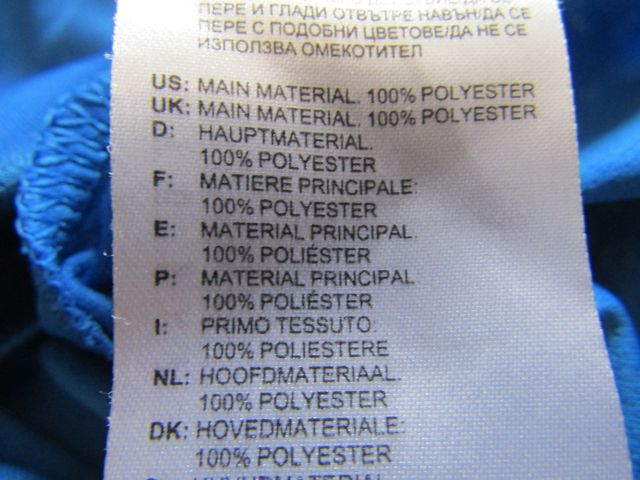 ПЕРЕ И ГЛАДИ ОТВЪТРЕ НАВЪН/ДА СЕ
ПЕРЕ С ПОДОБНИ ЦВЕТОВЕ/ДА НЕ СЕ
ИЗПОЛЗВА ОМЕКОТИТЕЛ
US: MAIN MATERIAL. 100% POLYESTER
UK: MAIN MATERIAL. 100% POLYESTER
D: HAUPTMATERIAL.
100% POLYESTER
F: MATIERE PRINCIPALE:
100% POLYESTER
E: MATERIAL PRINCIPAL.
100% POLIÉSTER
P: MATERIAL PRINCIPAL.
100% POLIÉSTER
I: PRIMO TESSUTO:
100% POLIESTERE
NL: HOOFDMATERIAAL.
100% POLYESTER
DK: HOVEDMATERIALE:
100% POLYESTER